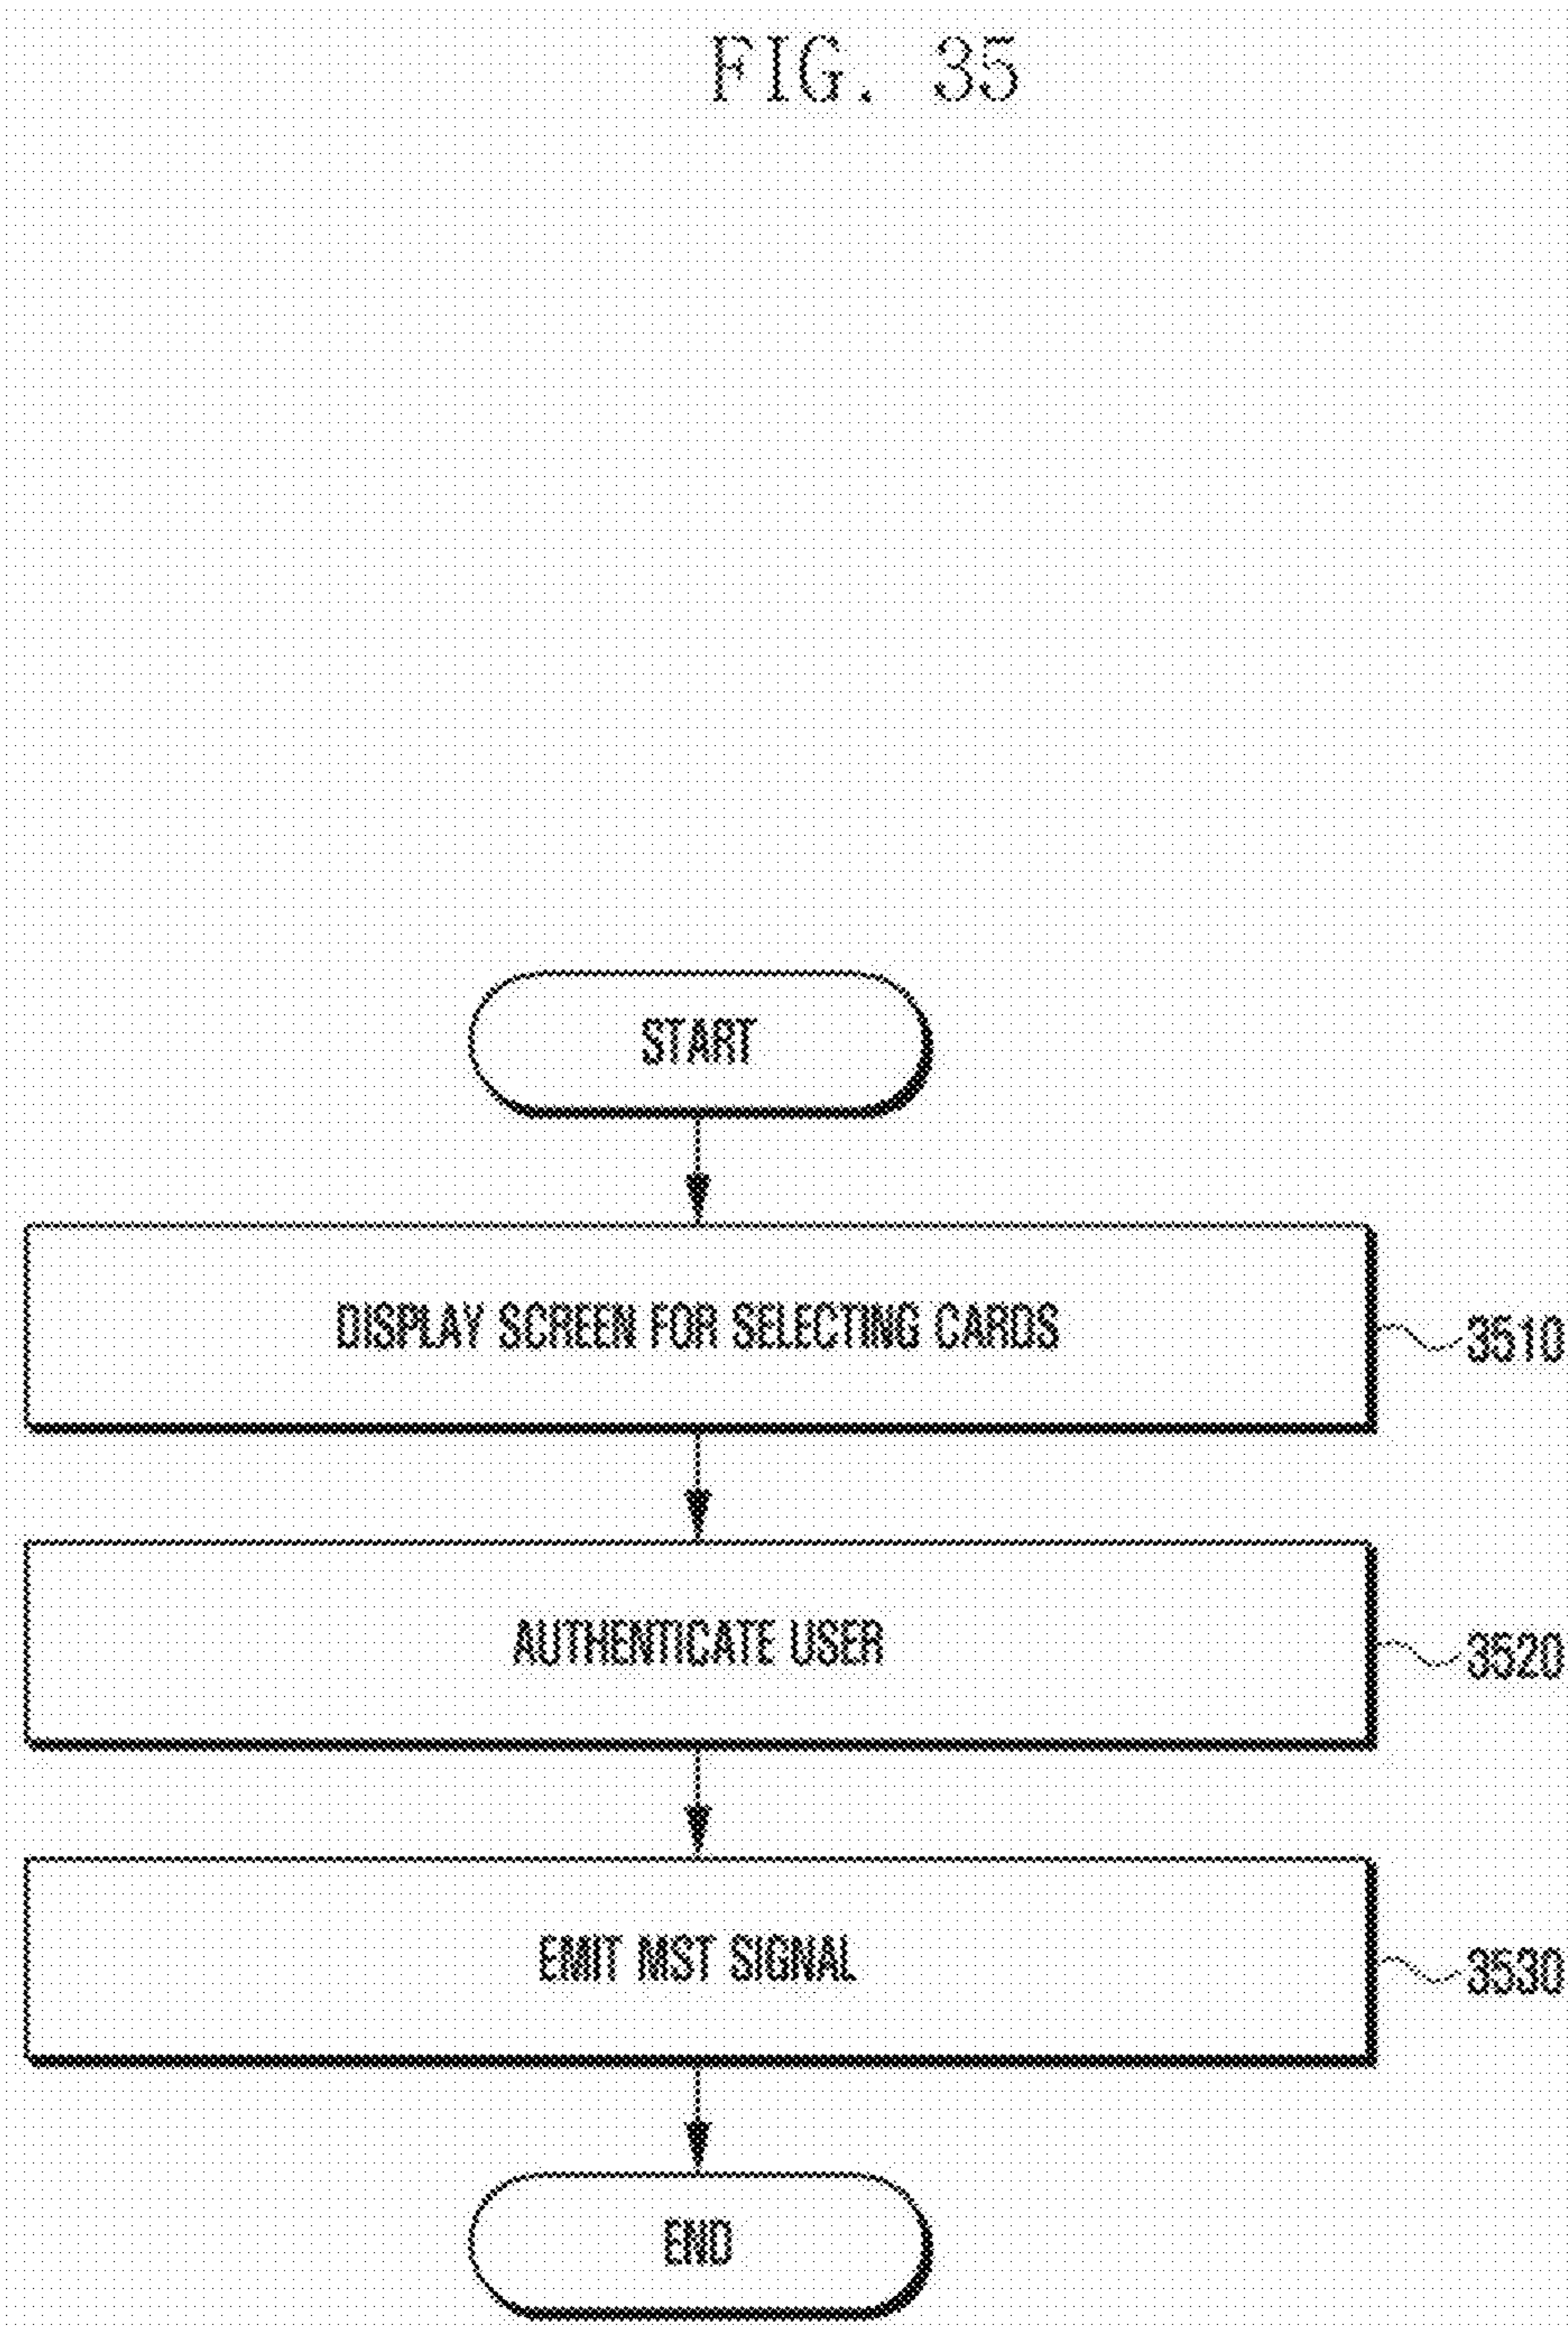 FIG. 35
START
DISPLAY SCREEN FOR SELECTING CARDS
3510
AUTHENTICATE USER
3520
EMIT MST SIGNAL
3530
END